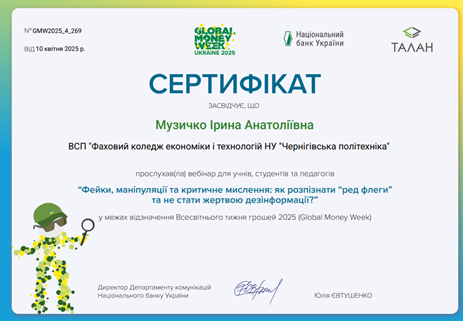 № GMW2025_4_269
ВІД 10 квітня 2025 р.
GLOBAL
MONEY
WEEK
UKRAINE 2025
Національний
банк України
ТАЛАН
СЕРТИФІКАТ
ЗАСВІДЧУЄ, ЩО
Музичко Ірина Анатоліївна
ВСП "Фаховий коледж економіки і технологій НУ "Чернігівська політехніка"
прослухав(ла) вебінар для учнів, студентів та педагогів
"Фейки, маніпуляції та критичне мислення: як розпізнати "ред флеги"
та не стати жертвою дезінформації?"
у межах відзначення Всесвітнього тижня грошей 2025 (Global Money Week)
Директор Департаменту комунікацій
Національного банку України
Юлія ЄВТУШЕНКО